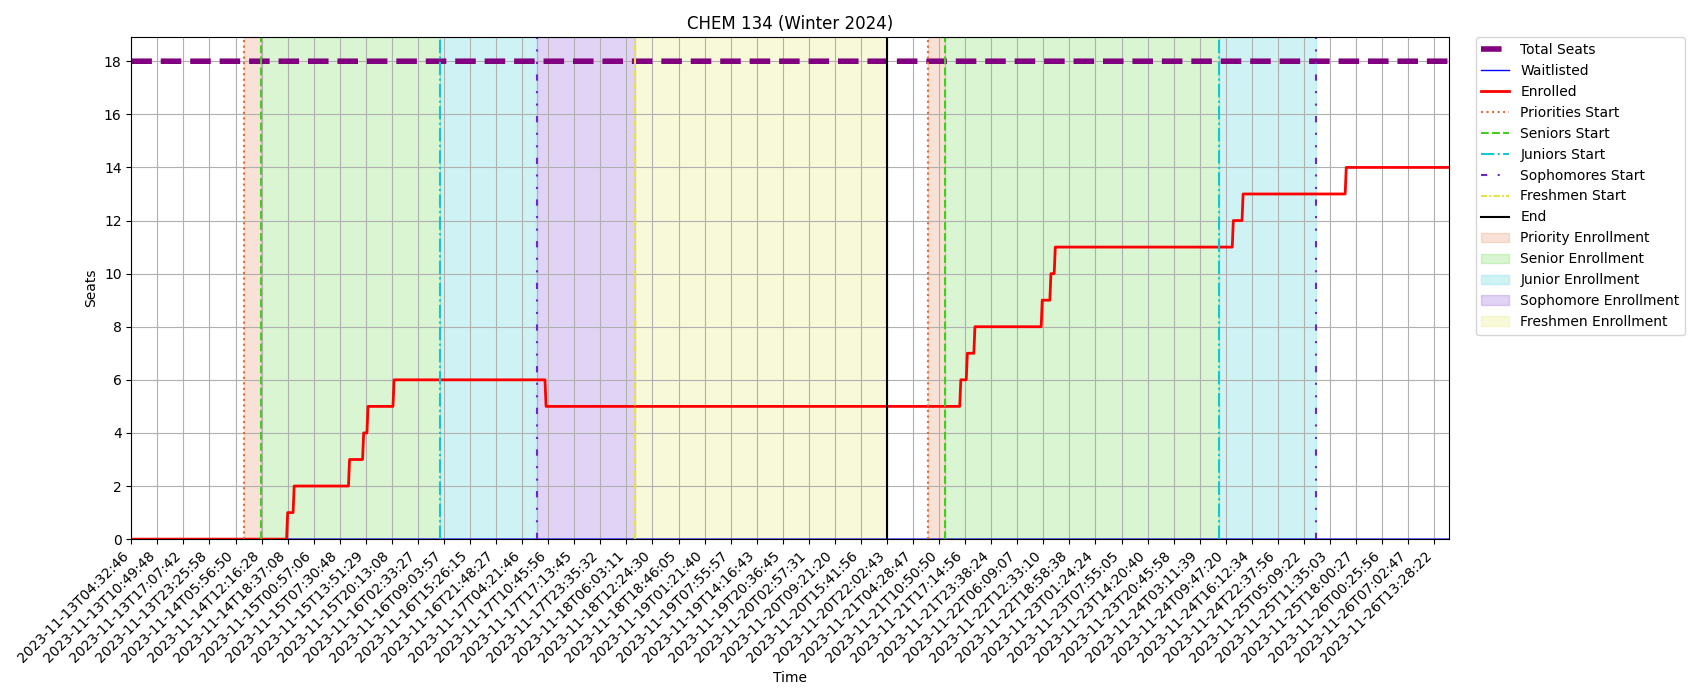 CHEM 134 (Winter 2024)
Seats
18
16
14
12
10
8
6
4
2
0
2023-11-13T04:32:46
2023-11-13T10:49:48
2023-11-13T17:07:42
2023-11-13T23:25:58
2023-11-14T05:56:50
2023-11-14T12:16:28
2023-11-14T18:37:08
2023-11-15T00:57:06
2023-11-15T07:30:48
2023-11-15T13:51:29
2023-11-15T20:13:08
2023-11-16T02:33:27
2023-11-16T09:03:57
2023-11-16T15:26:15
2023-11-16T21:48:27
2023-11-17T04:21:46
2023-11-17T10:45:56
2023-11-17T17:13:45
2023-11-17T23:35:32
2023-11-18T06:03:11
2023-11-18T12:24:30
2023-11-18T18:46:05
2023-11-19T01:21:40
2023-11-19T07:55:57
2023-11-19T14:16:43
2023-11-19T20:36:45
2023-11-20T02:57:31
2023-11-20T09:21:20
2023-11-20T15:41:56
2023-11-20T22:02:43
2023-11-21T04:28:47
2023-11-21T10:50:50
2023-11-21T17:14:56
2023-11-21T23:38:24
2023-11-22T06:09:07
2023-11-22T12:33:10
2023-11-22T18:58:38
2023-11-23T01:24:24
2023-11-23T07:55:05
2023-11-23T14:20:40
2023-11-23T20:45:58
2023-11-24T03:11:39
2023-11-24T09:47:20
2023-11-24T16:12:34
2023-11-24T22:37:56
2023-11-25T05:09:22
2023-11-25T11:35:03
2023-11-25T18:00:27
2023-11-26T00:25:56
2023-11-26T07:02:47
2023-11-26T13:28:22
Time
Total Seats
Waitlisted
Enrolled
Priorities Start
Seniors Start
Juniors Start
Sophomores Start
Freshmen Start
End
Priority Enrollment
Senior Enrollment
Junior Enrollment
Sophomore Enrollment
Freshmen Enrollment